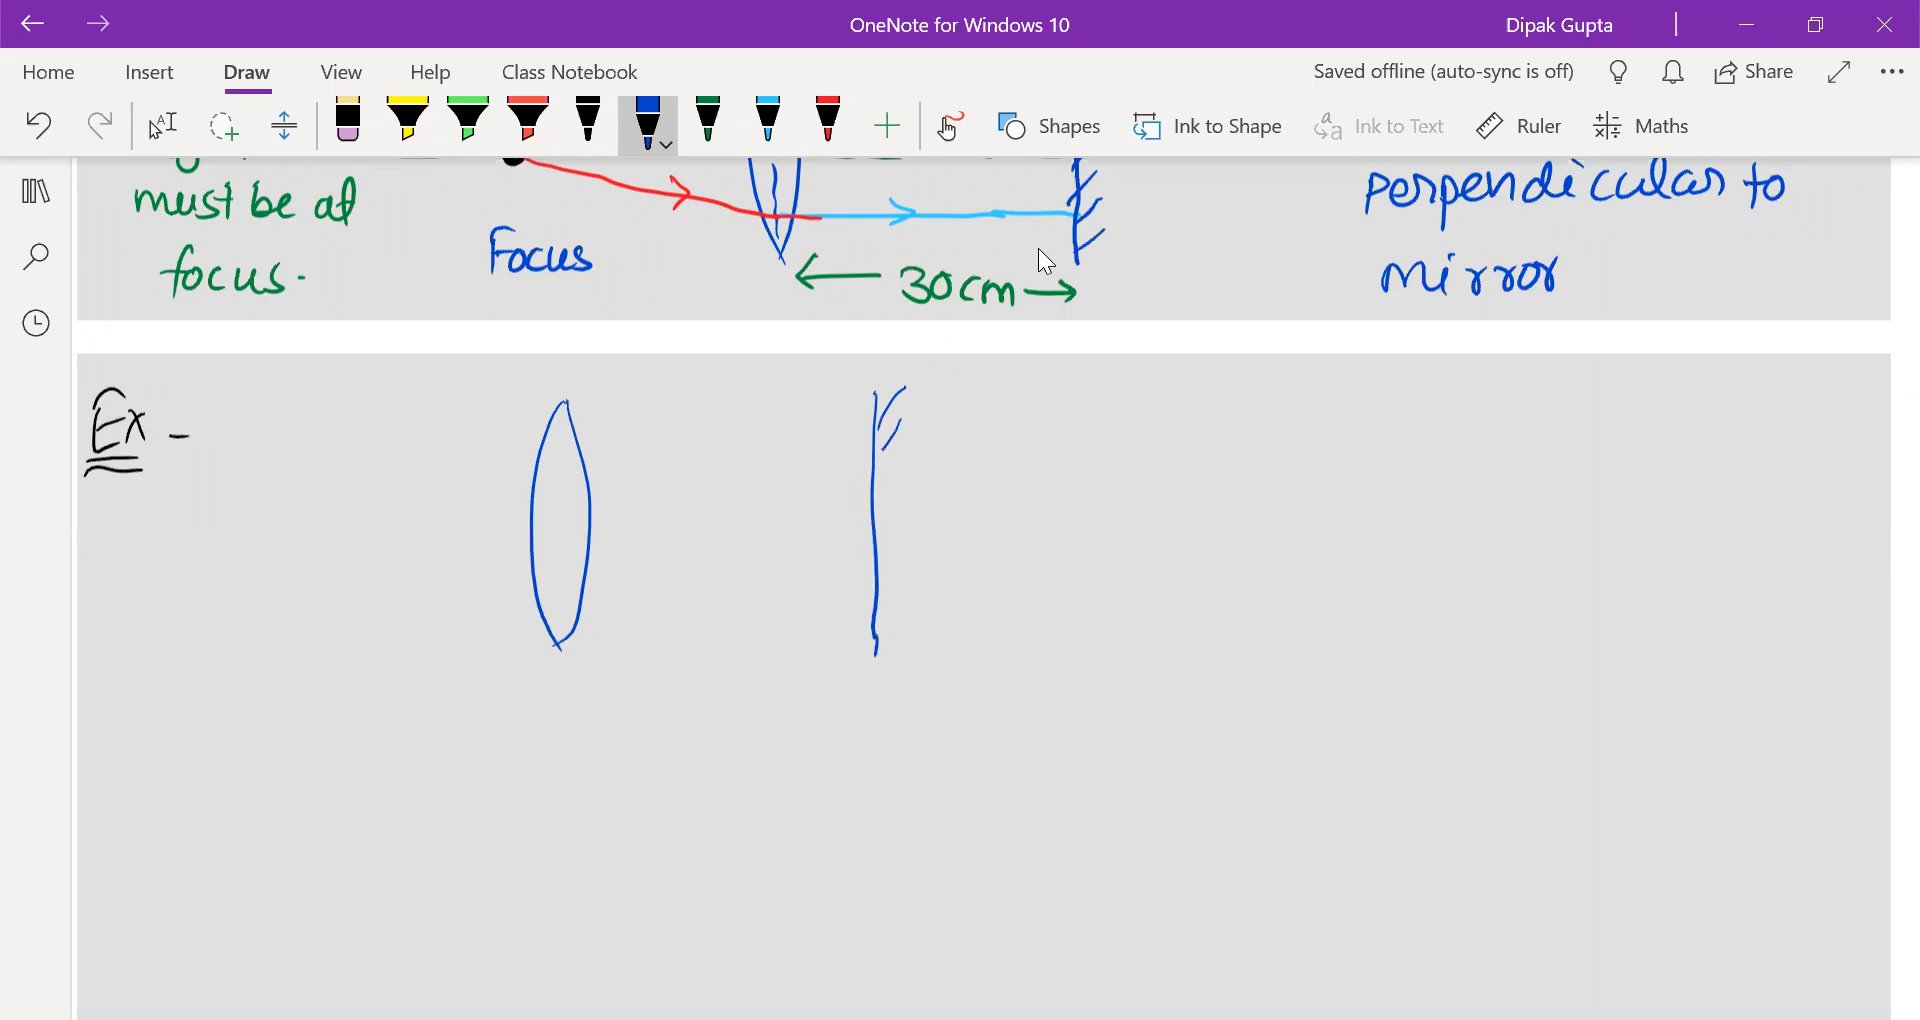 OneNote for Windows 10
Dipak Gupta
Home Insert Draw View Help Class Notebook
Saved offline (auto-sync is off) Share
Shapes Ink to Shape Ink to Text Ruler Maths
must be at
focus.
Focus
30cm
perpendicular to
mirror
Ex -